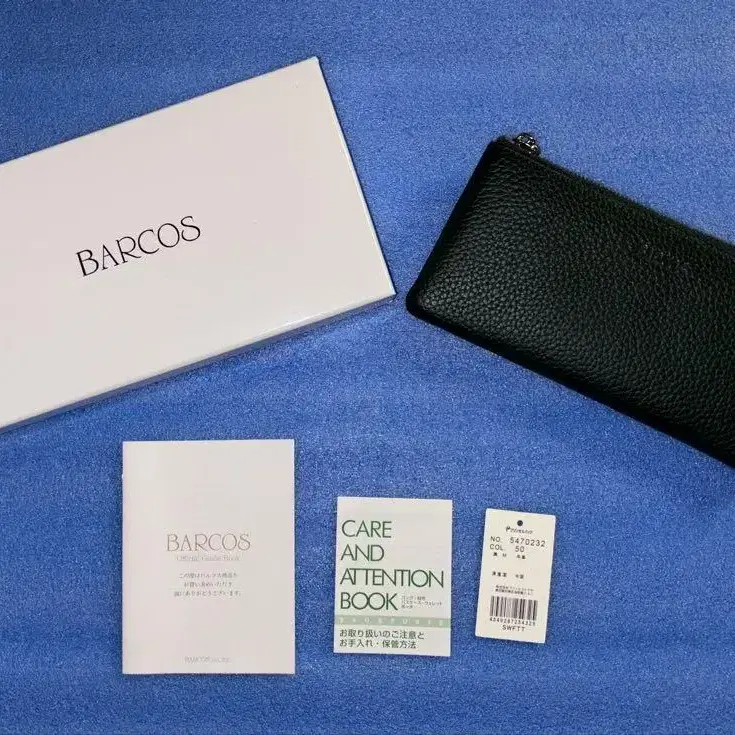 BARCOS
BARCOS
Official Guide Book
この度はバルコス商品を
お買い求めいただき
誠にありがとうございます。
CARE
AND
ATTENTION
BOOK
お取り扱いのご注意と
お手入れ・保管方法
NO. 5470232
COL. 50
SWFTT